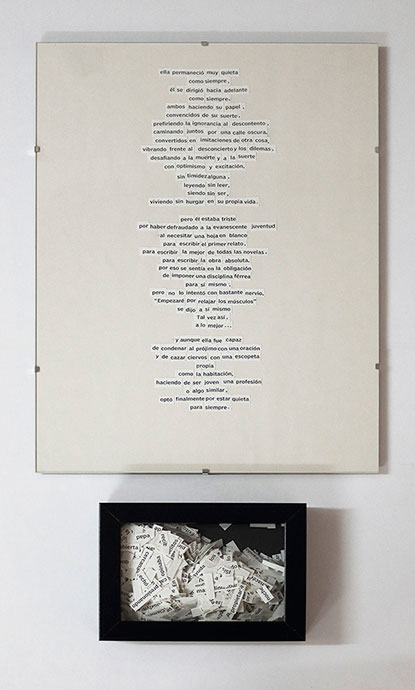 ella permaneció muy quieta
como siempre,
él se dirigió hacia adelante
como siempre.
ambos haciendo su papel,
convencidos de su suerte,
prefiriendo la ignorancia al descontento,
caminando juntos por una calle oscura,
convertidos en imitaciones de otra cosa,
vibrando frente al desconcierto y los dilemas,
desafiando a la muerte y a la suerte
con optimismo y excitación,
sin timidez alguna,
leyendo sin leer,
siendo sin ser,
viviendo sin hurgar en su propia vida.
pero él estaba triste
por haber defraudado a la evanescente juventud
al necesitar una hoja en blanco
para escribir el primer relato,
para escribir la mejor de todas las novelas,
para escribir la obra absoluta,
por eso se sentía en la obligación
de imponer una disciplina férrea
para sí mismo,
pero no lo intentó con bastante nervio,
"Empezaré por relajar los músculos"
se dijo a sí mismo
Tal vez así,
a lo mejor...
y aunque ella fue capaz
de condenar al prójimo con una oración
y de cazar ciervos con una escopeta
propia
como la habitación,
haciendo de ser joven una profesión
o algo similar,
optó finalmente por estar quieta
para siempre.
pepa